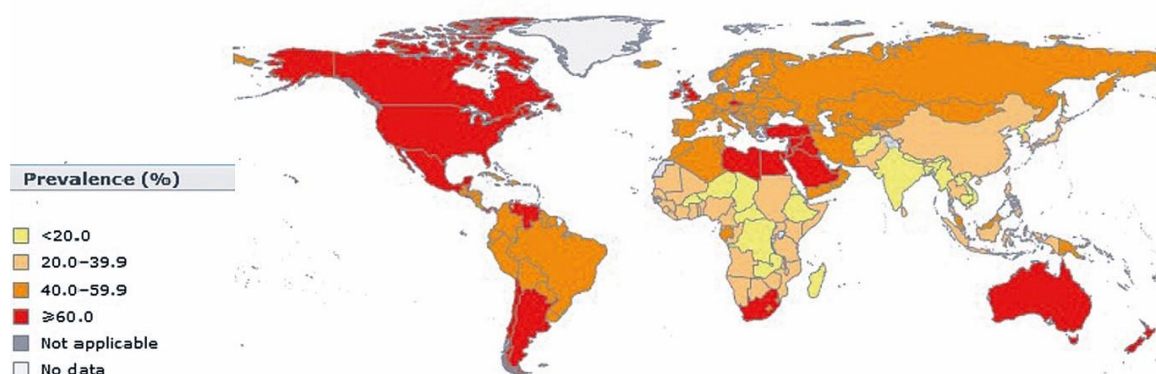 Prevalence (%)
<20.0
20.0–39.9
40.0–59.9
≥60.0
Not applicable
No data